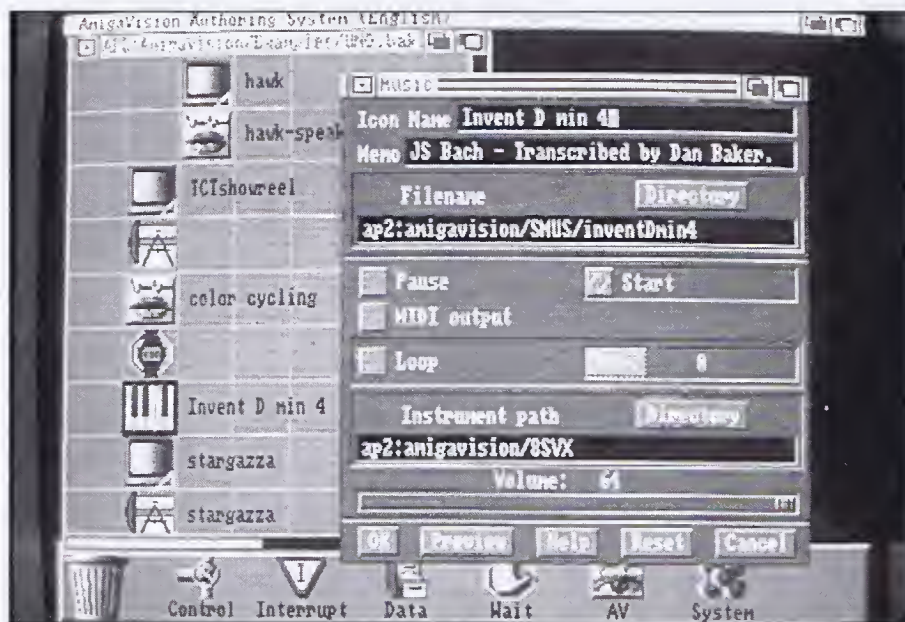 AmigaVision Authoring System (English)
hawk
hawk-speak
TCIshowreel
color cycling
Invent D min 4
stargazza
stargazza
Music
Icon Name Invent D min 4
Memo JS Bach - Transcribed by Dan Baker.
Filename Directory
ap2:amigavision/SMUS/inventDmin4
Pause Start
MIDI output
Loop 0
Instrument path Directory
ap2:amigavision/8SVX
Volume: 64
OK Preview Help Reset Cancel
Control Interrupt Data Wait AV System